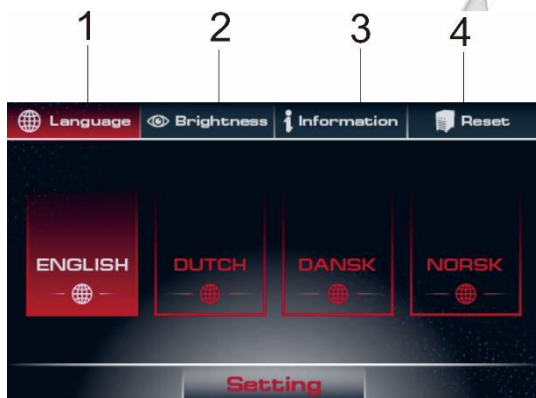 1 2 3 4
Language Brightness Information Reset
ENGLISH DUTCH DANSK NORSK
Setting